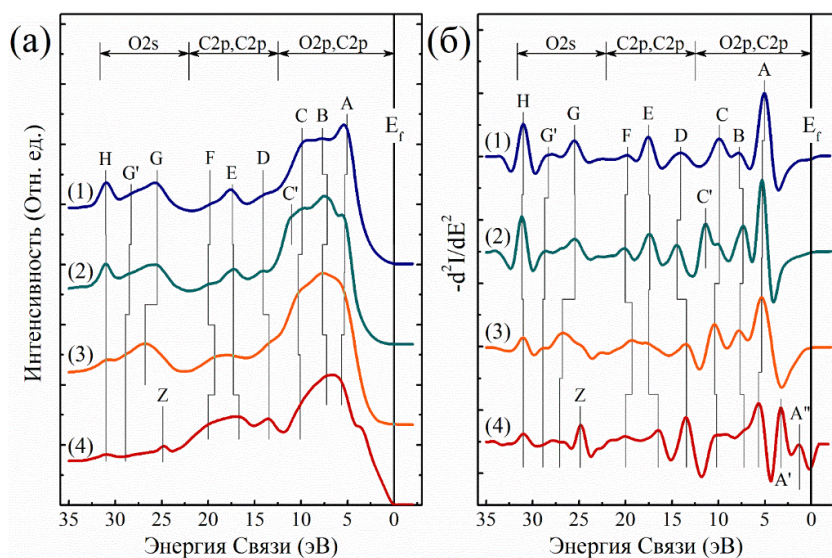 (а)
O2s
C2p,C2p
O2p,C2p
A
B
C
E_f
H
G'
G
F
E
D
C'
(1)
(2)
(3)
Z
(4)
Интенсивность (Отн. ед.)
35 30 25 20 15 10 5 0
Энергия Связи (эВ)
(б)
O2s
C2p,C2p
O2p,C2p
A
E_f
H
G'
G
F
E
D
C
B
(1)
C'
(2)
(3)
Z
A"
(4)
A'
-d²I/dE²
35 30 25 20 15 10 5 0
Энергия Связи (эВ)